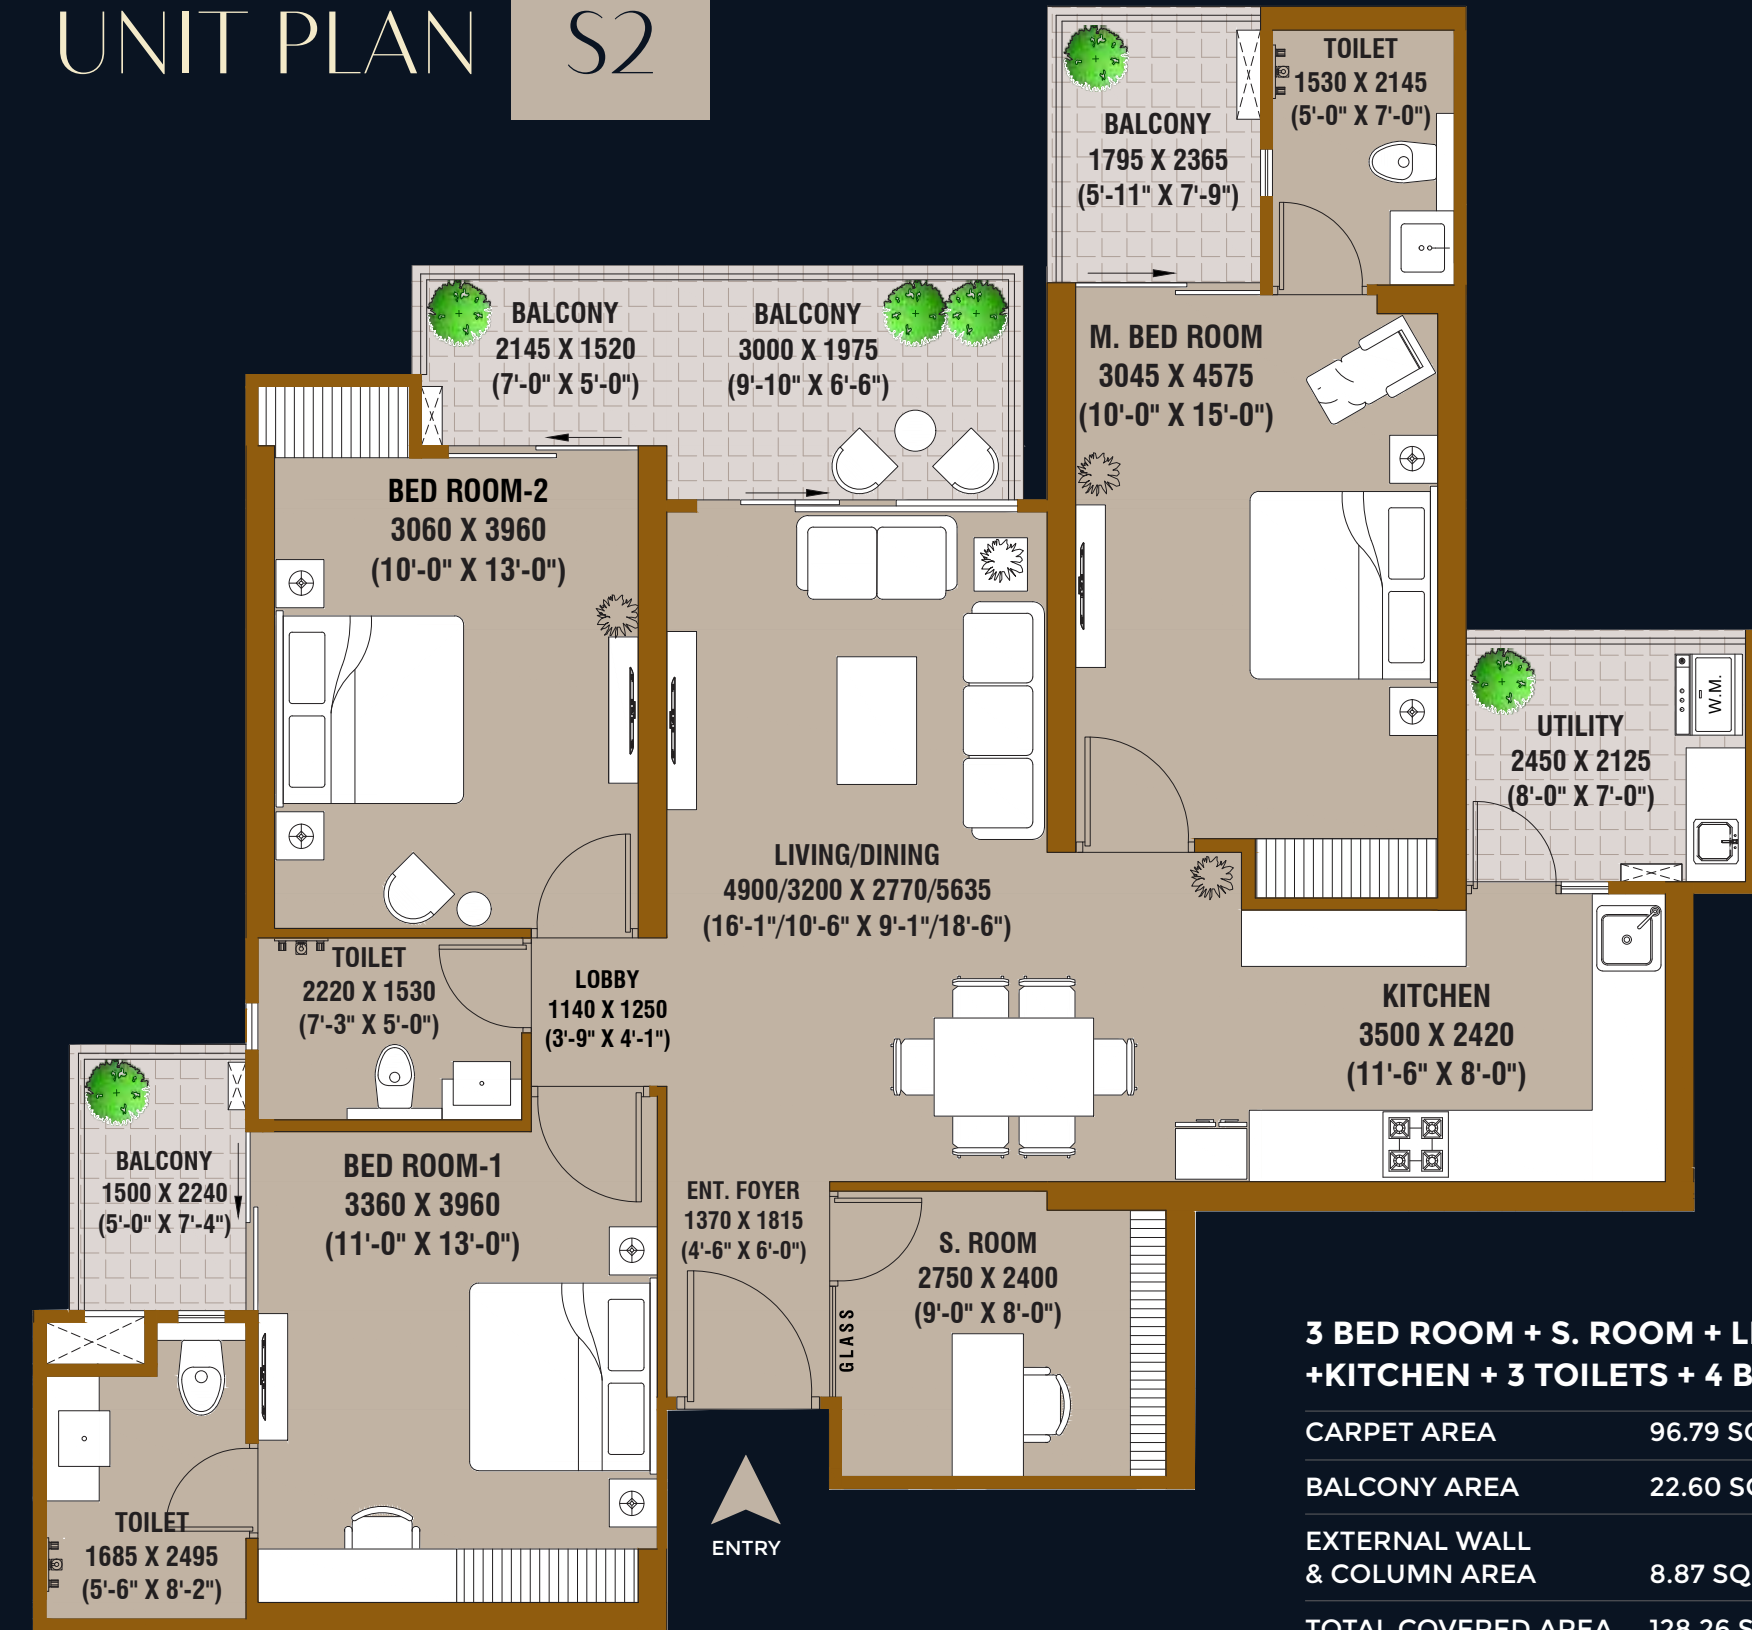 UNIT PLAN S2
TOILET
1530 X 2145
(5'-0" X 7'-0")
BALCONY
1795 X 2365
(5'-11" X 7'-9")
BALCONY
2145 X 1520
(7'-0" X 5'-0")
BALCONY
3000 X 1975
(9'-10" X 6'-6")
M. BED ROOM
3045 X 4575
(10'-0" X 15'-0")
BED ROOM-2
3060 X 3960
(10'-0" X 13'-0")
W.M.
UTILITY
2450 X 2125
(8'-0" X 7'-0")
LIVING/DINING
4900/3200 X 2770/5635
(16'-1"/10'-6" X 9'-1"/18'-6")
TOILET
2220 X 1530
(7'-3" X 5'-0")
LOBBY
1140 X 1250
(3'-9" X 4'-1")
KITCHEN
3500 X 2420
(11'-6" X 8'-0")
BALCONY
1500 X 2240
(5'-0" X 7'-4")
BED ROOM-1
3360 X 3960
(11'-0" X 13'-0")
ENT. FOYER
1370 X 1815
(4'-6" X 6'-0")
S. ROOM
2750 X 2400
(9'-0" X 8'-0")
GLASS
TOILET
1685 X 2495
(5'-6" X 8'-2")
ENTRY
3 BED ROOM + S. ROOM +
+KITCHEN + 3 TOILETS + 4
CARPET AREA 96.79
BALCONY AREA 22.60
EXTERNAL WALL
& COLUMN AREA 8.87 SQ
TOTAL COVERED AREA 128.26